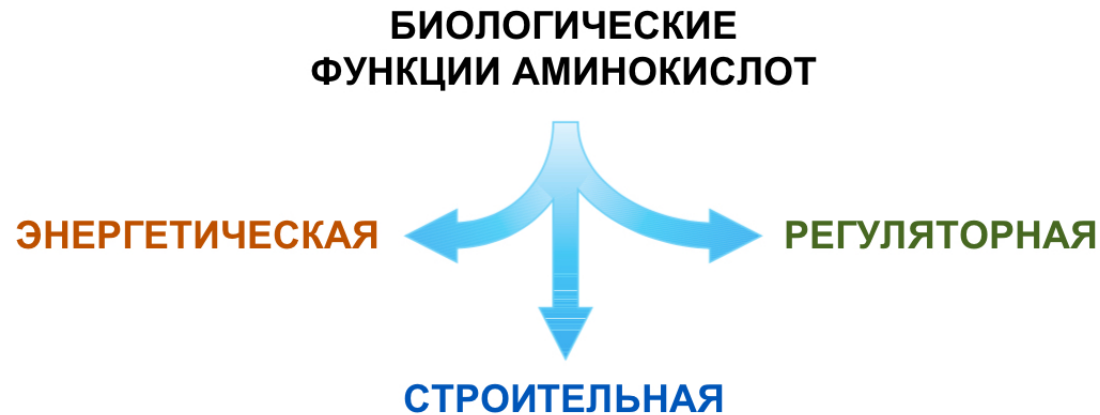 БИОЛОГИЧЕСКИЕ
ФУНКЦИИ АМИНОКИСЛОТ
ЭНЕРГЕТИЧЕСКАЯ
РЕГУЛЯТОРНАЯ
СТРОИТЕЛЬНАЯ